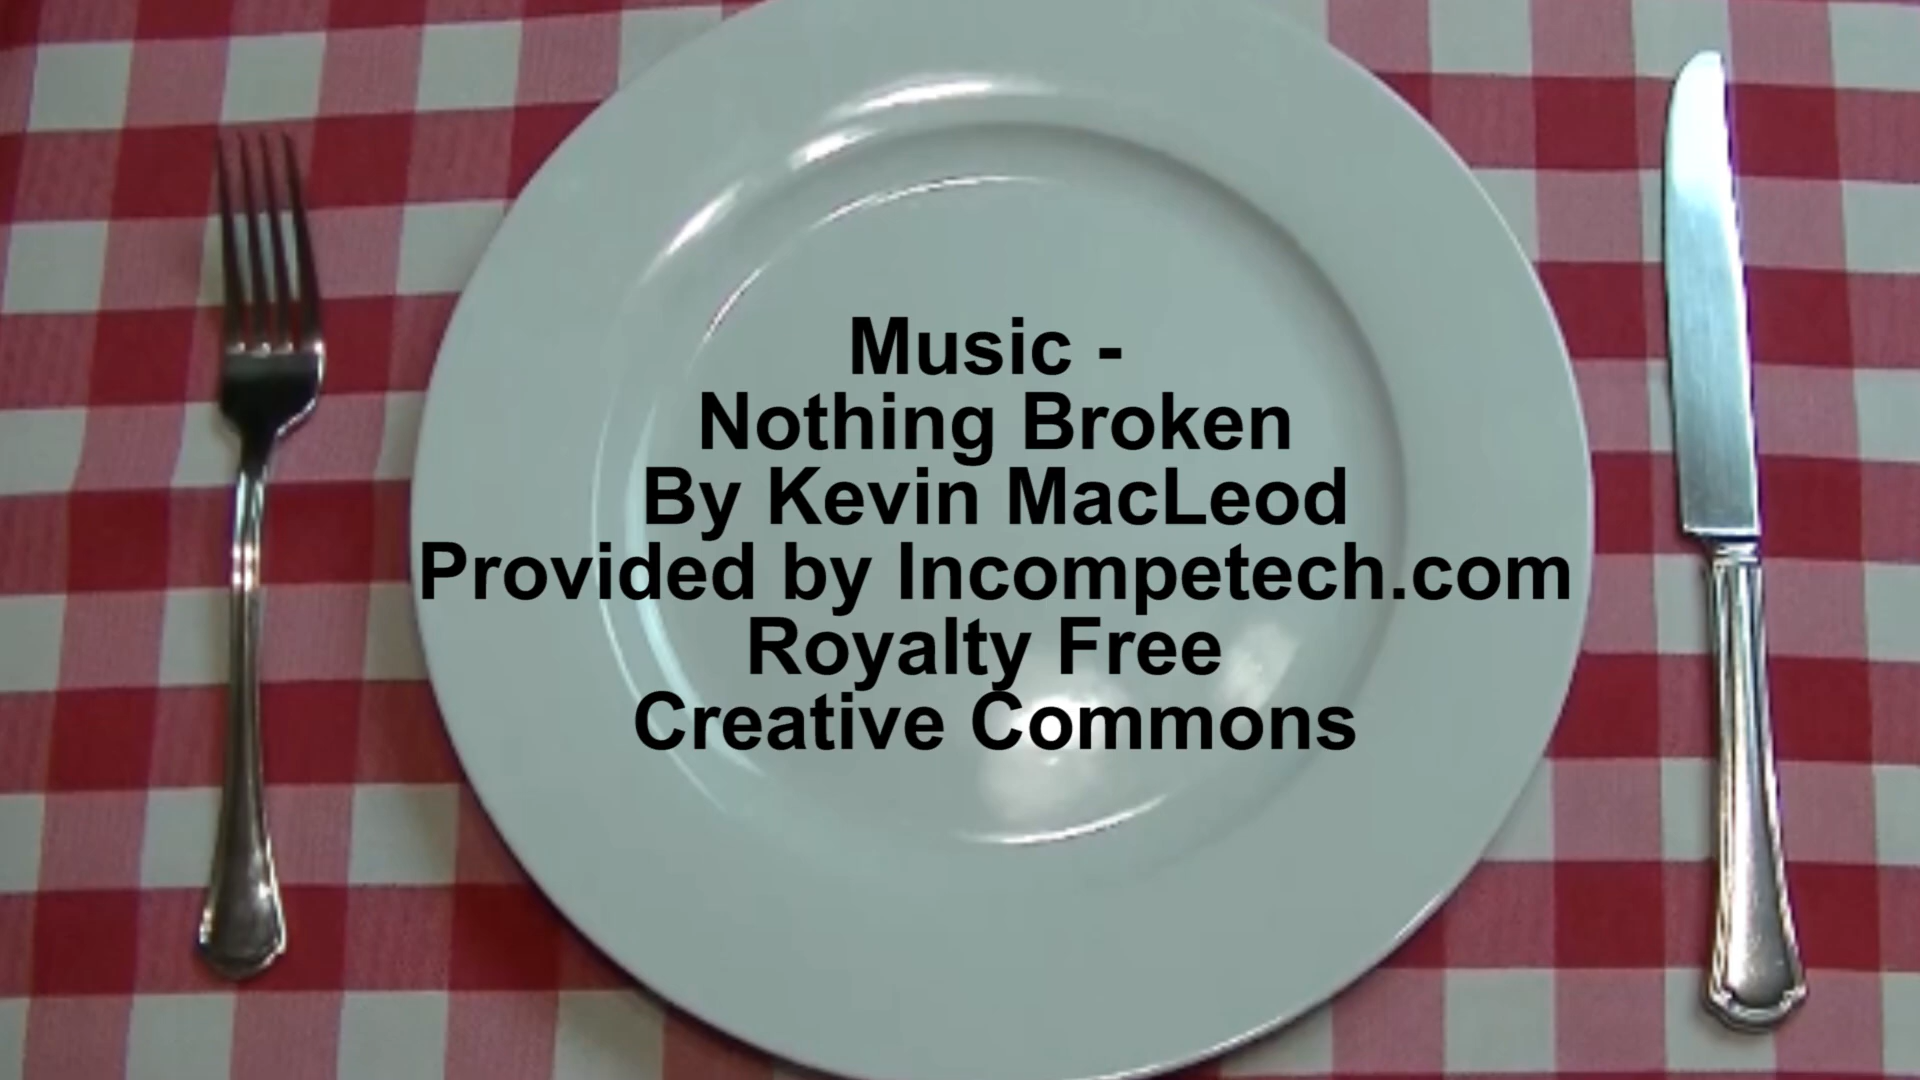 Music -
Nothing Broken
By Kevin MacLeod
Provided by Incompetech.com
Royalty Free
Creative Commons